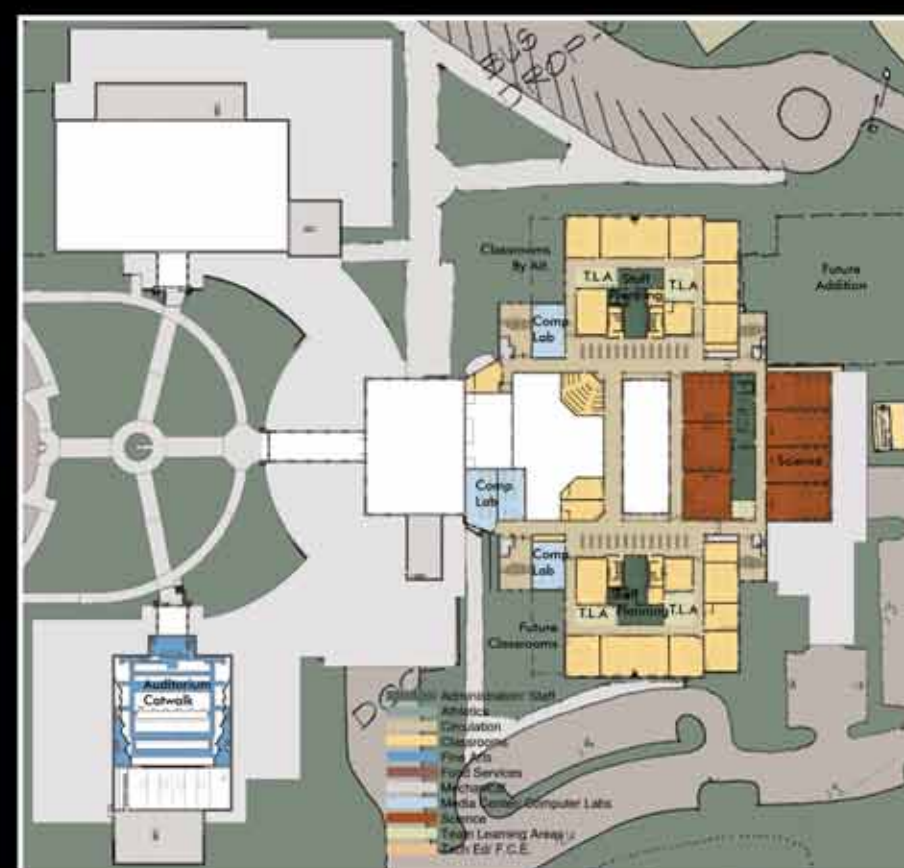 BUS
DROP-O
Classrooms
By Alt.
T.L.A
Staff
Planning
T.L.A
Future
Addition
Comp.
Lab
Science
Comp.
Lab
Comp.
Lab
T.L.A
Staff
Planning
T.L.A
Future
Classrooms
Auditorium
Catwalk
Administration/ Staff
Athletics
Circulation
Classrooms
Fine Arts
Food Services
Mechanical
Media Center, Computer Labs
Science
Team Learning Area
Tech Ed/ F.C.E.